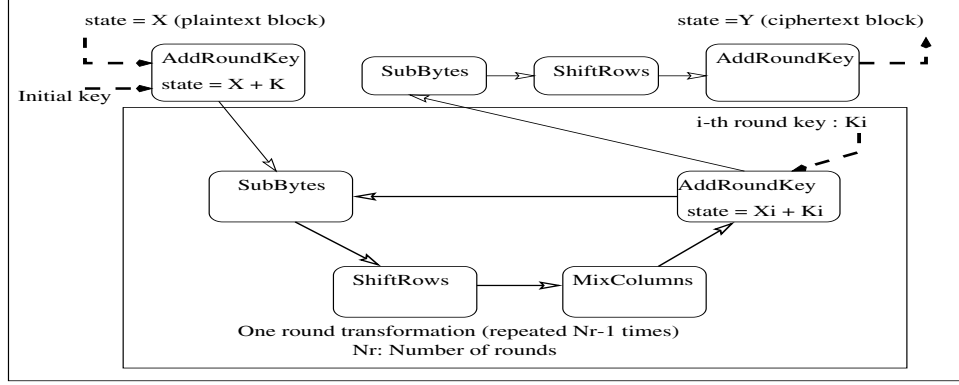 state = X (plaintext block)
state =Y (ciphertext block)
AddRoundKey
state = X + K
Initial key
SubBytes
ShiftRows
AddRoundKey
i-th round key : Ki
SubBytes
AddRoundKey
state = Xi + Ki
ShiftRows
MixColumns
One round transformation (repeated Nr-1 times)
Nr: Number of rounds